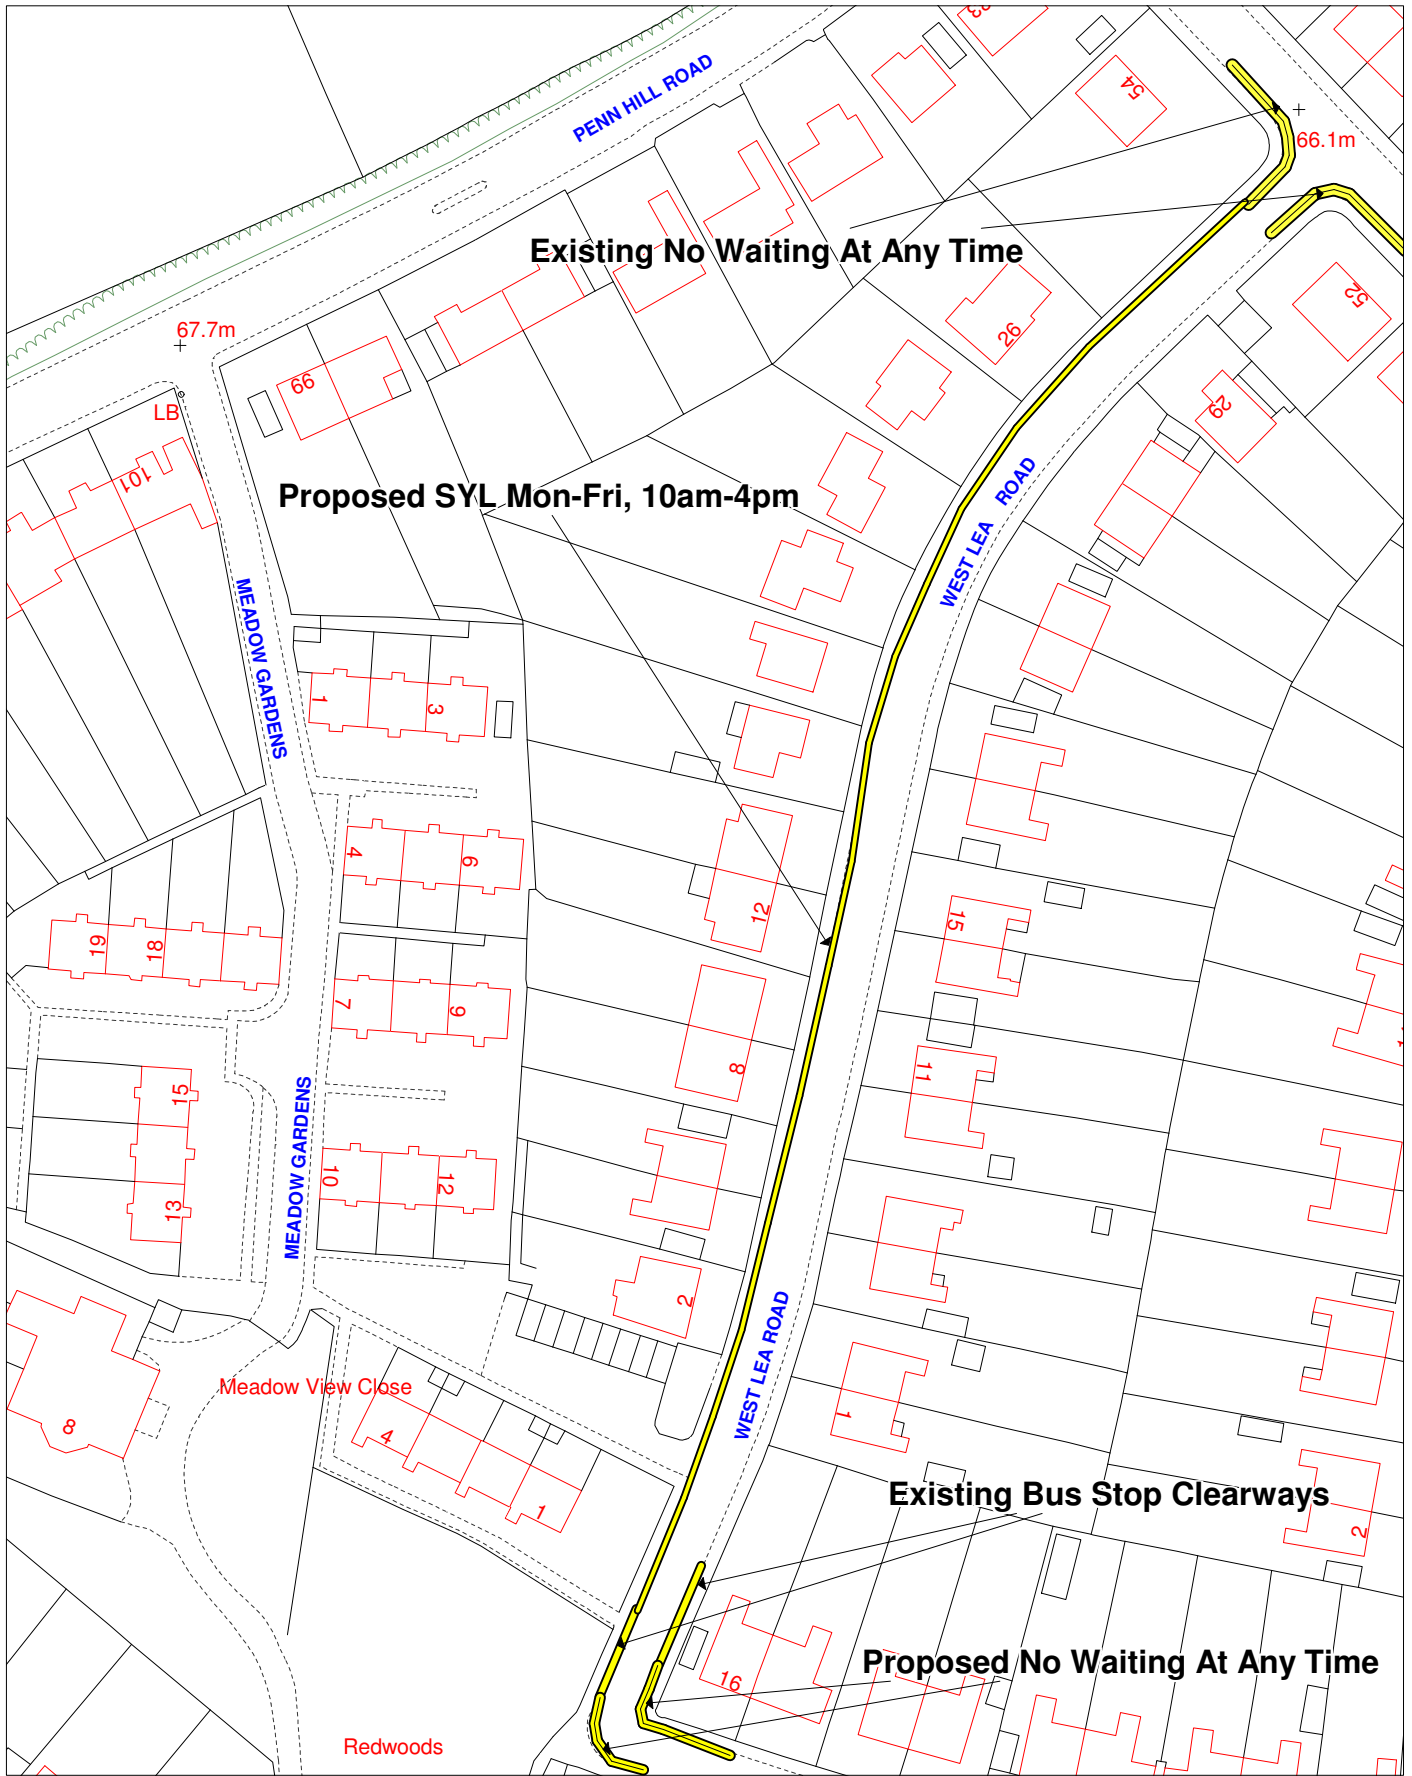 PENN HILL ROAD
54
66.1m
Existing No Waiting At Any Time
52
26
67.7m
66
LB
29
101
Proposed SYL Mon-Fri, 10am-4pm
WEST LEA ROAD
MEADOW GARDENS
1
3
4
6
12
15
19
18
7
9
8
11
15
13
MEADOW GARDENS
10
12
2
WEST LEA ROAD
Meadow View Close
8
4
1
1
Existing Bus Stop Clearways
2
Proposed No Waiting At Any Time
16
Redwoods